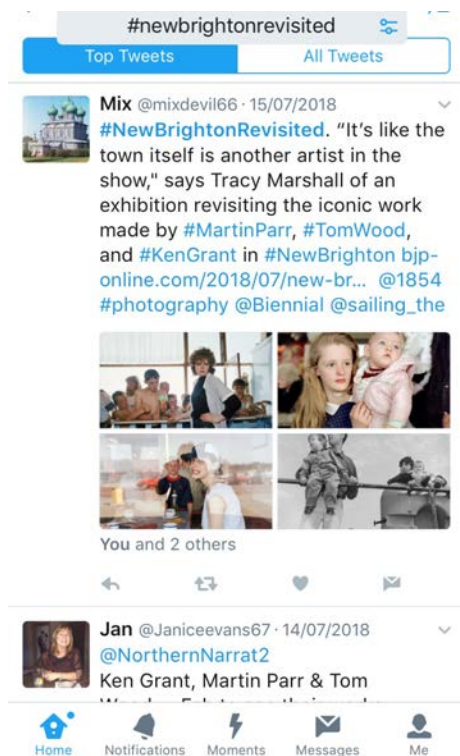 #newbrightonrevisited
Top Tweets
All Tweets
Mix @mixdevil66 · 15/07/2018
#NewBrightonRevisited. “It’s like the
town itself is another artist in the
show," says Tracy Marshall of an
exhibition revisiting the iconic work
made by #MartinParr, #TomWood,
and #KenGrant in #NewBrighton bjp-
online.com/2018/07/new-br... @1854
#photography @Biennial @sailing_the
You and 2 others
Jan @Janiceevans67 · 14/07/2018
@NorthernNarrat2
Ken Grant, Martin Parr & Tom
Home
Notifications
Moments
Messages
Me